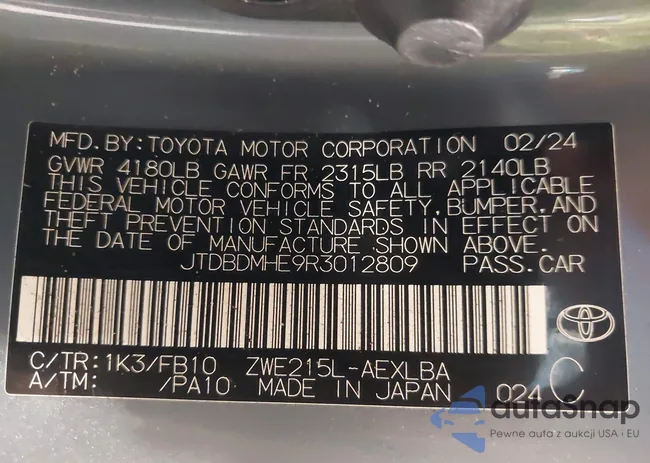 MFD.BY:TOYOTA MOTOR CORPORATION 02/24
GVWR 4180LB GAWR FR 2315LB RR 2140LB
THIS VEHICLE CONFORMS TO ALL APPLICABLE
FEDERAL MOTOR VEHICLE SAFETY,BUMPER,AND
THEFT PREVENTION STANDARDS IN EFFECT ON
THE DATE OF MANUFACTURE SHOWN ABOVE.
JTDBDMHE9R3012809 PASS.CAR
C/TR:1K3/FB10 ZWE215L-AEXLBA
A/TM: /PA10 MADE IN JAPAN 024 C
autoSnap
Pewne auta z aukcji USA i EU